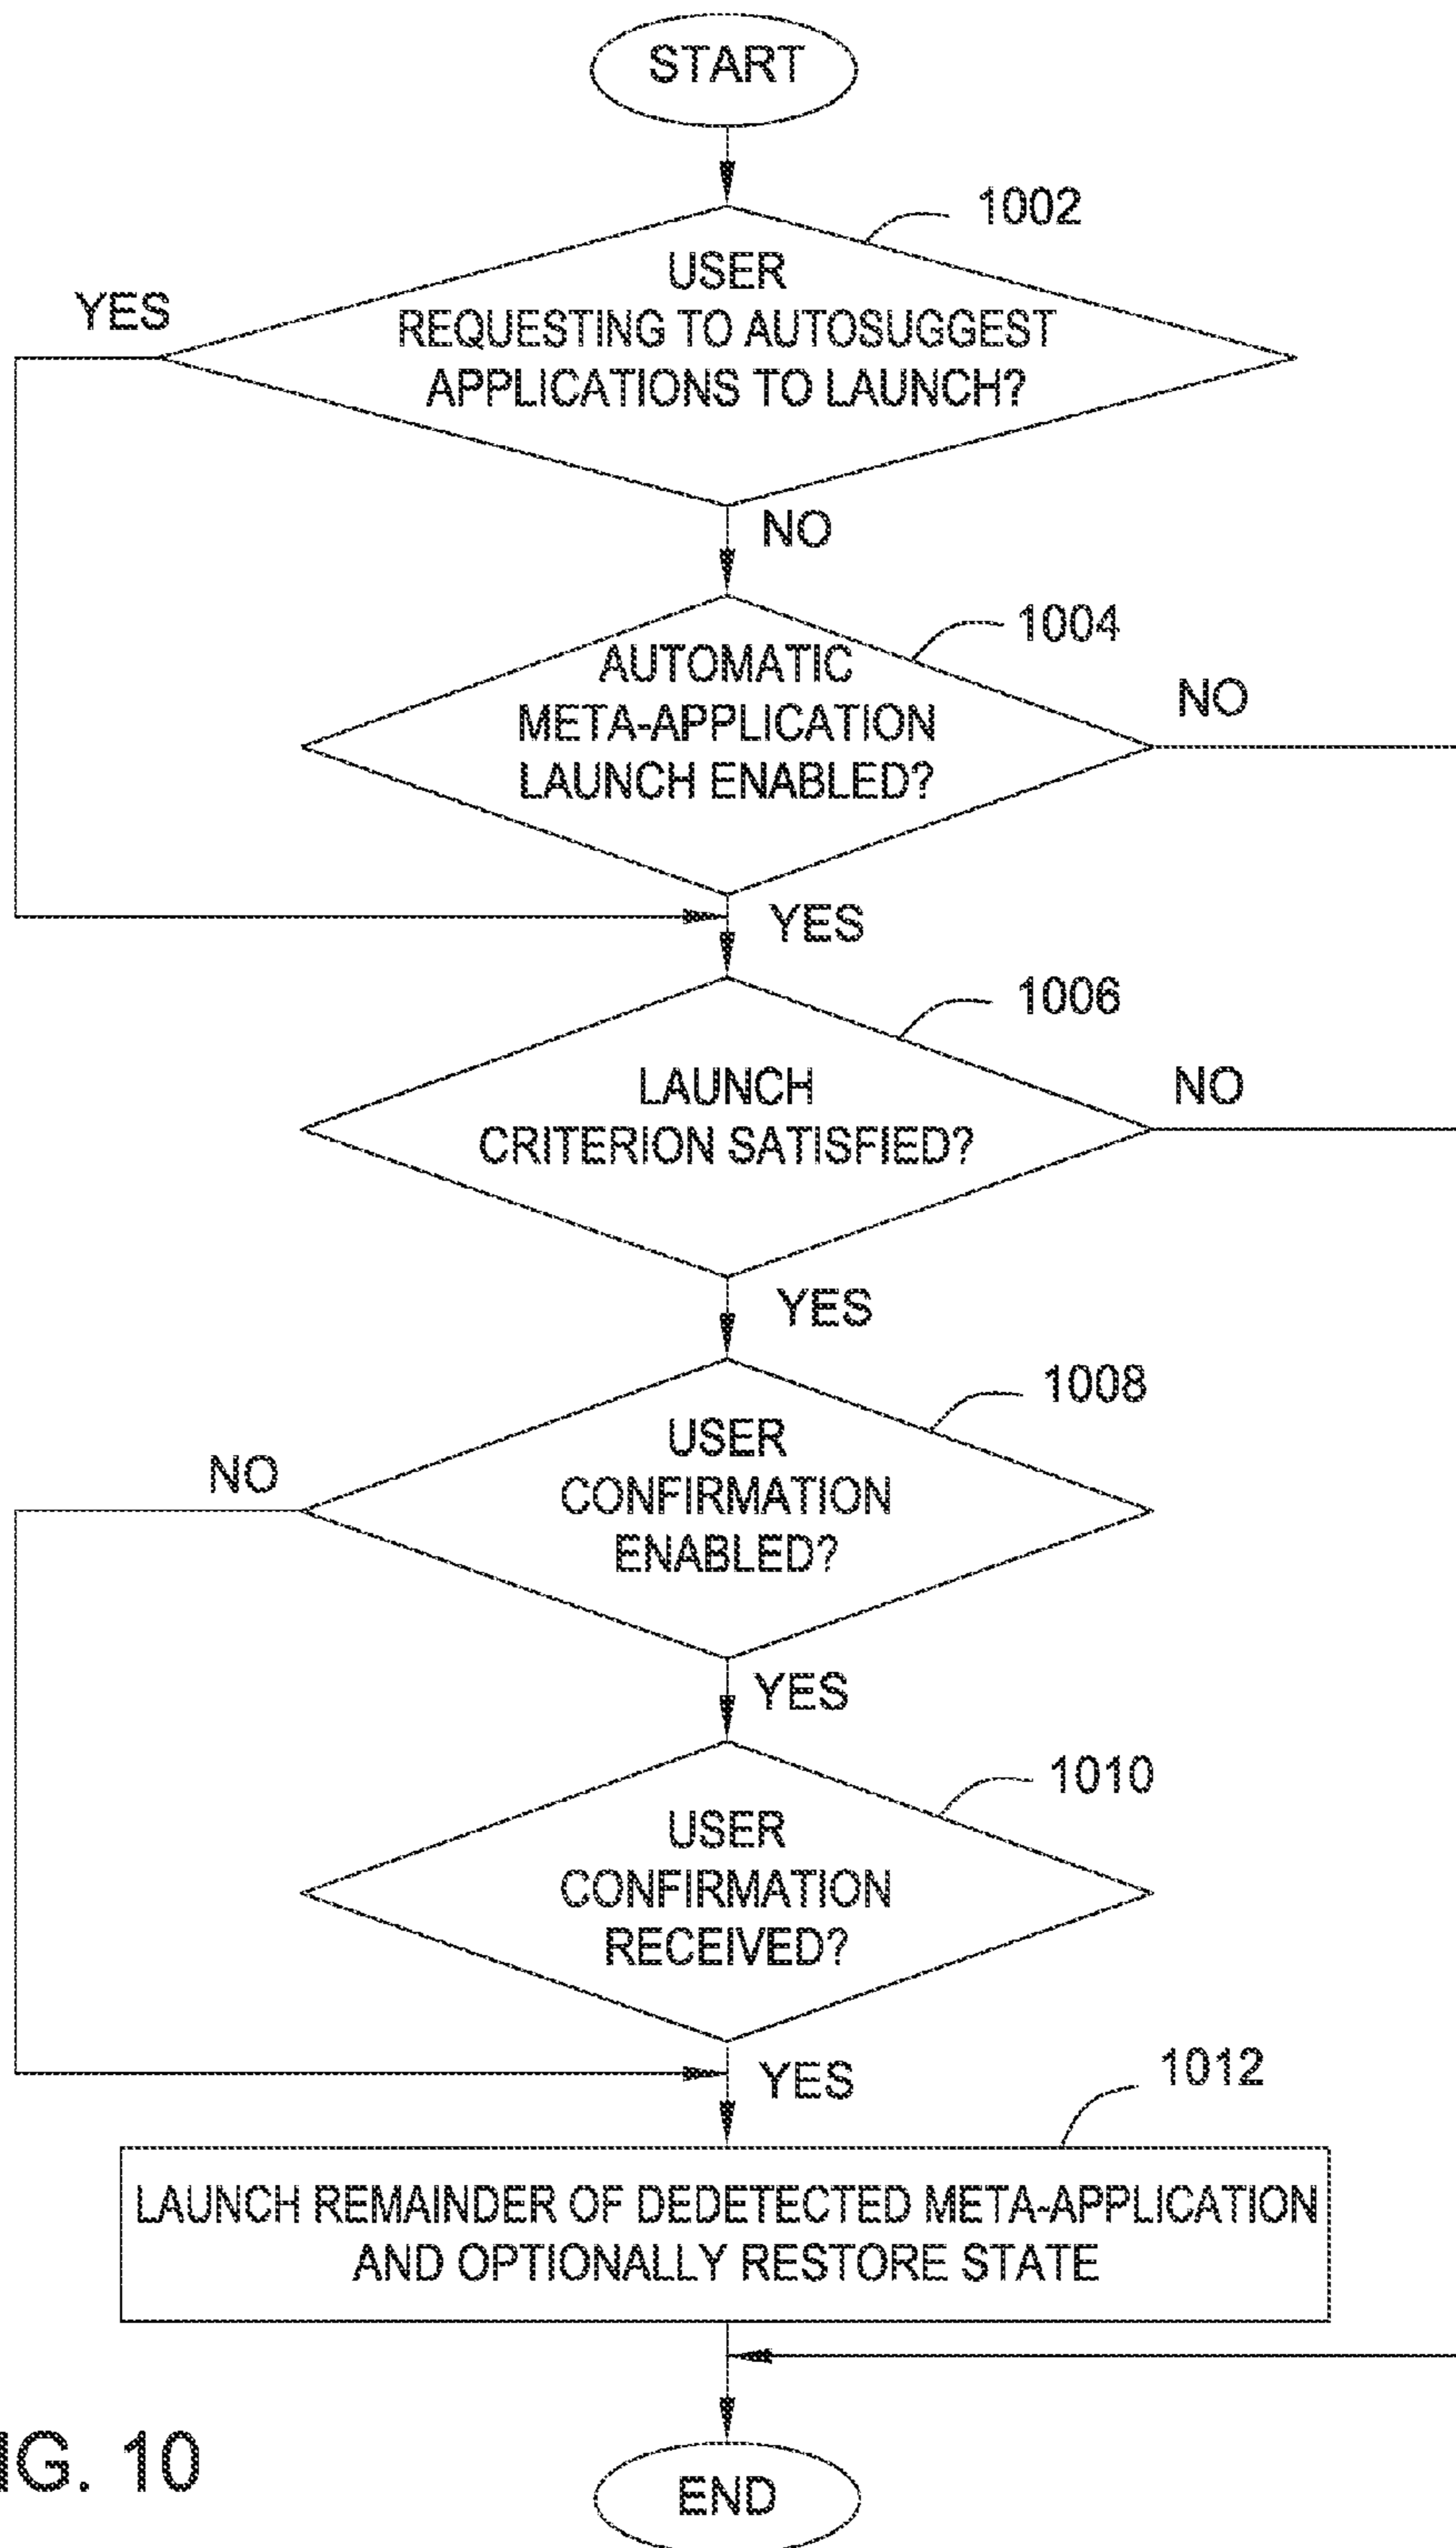 START
1002
USER
REQUESTING TO AUTOSUGGEST
APPLICATIONS TO LAUNCH?
YES
NO
1004
AUTOMATIC
META-APPLICATION
LAUNCH ENABLED?
NO
YES
1006
LAUNCH
CRITERION SATISFIED?
NO
YES
1008
USER
CONFIRMATION
ENABLED?
NO
YES
1010
USER
CONFIRMATION
RECEIVED?
YES
1012
LAUNCH REMAINDER OF DEDETECTED META-APPLICATION
AND OPTIONALLY RESTORE STATE
IG. 10
END